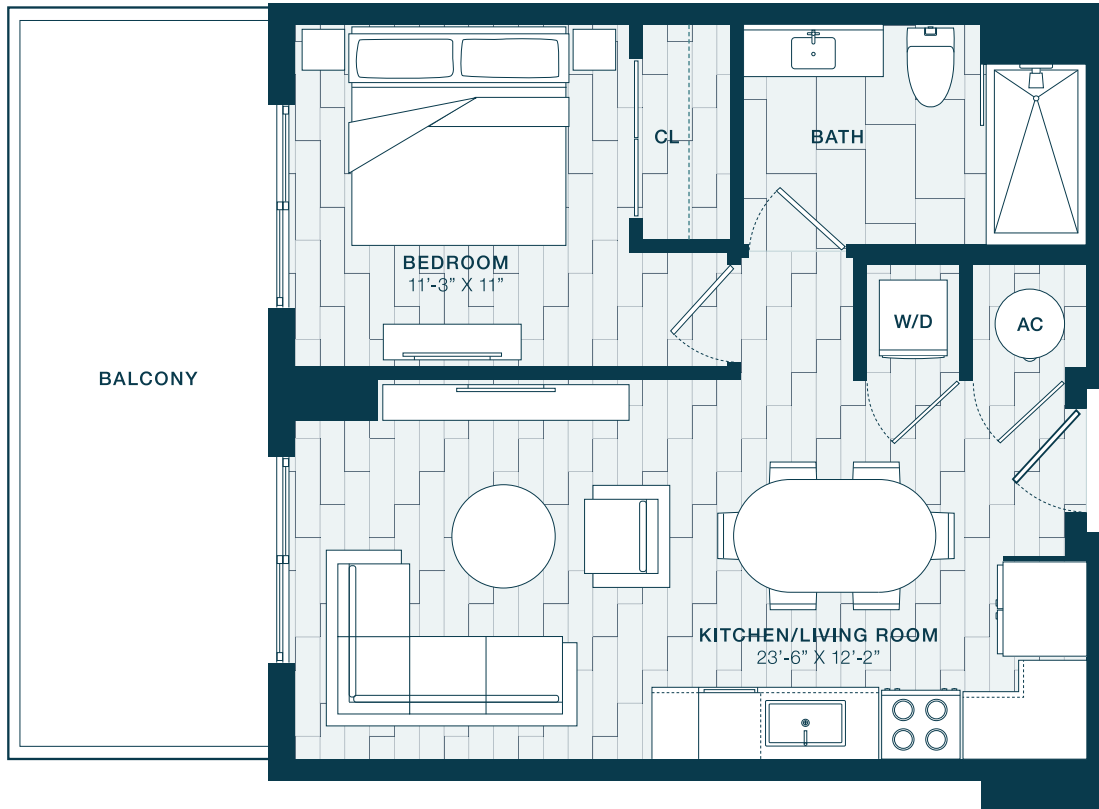 CL
BATH
BEDROOM
11’-3” X 11”
W/D
AC
BALCONY
KITCHEN/LIVING ROOM
23’-6” X 12’-2”